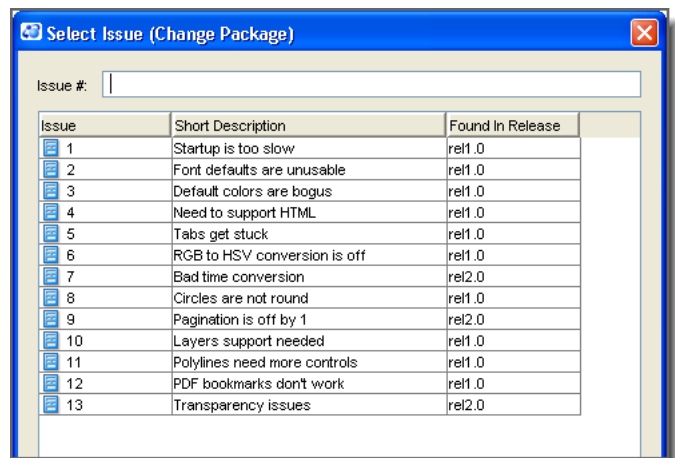 Select Issue (Change Package)
Issue #:
Issue Short Description Found In Release
1 Startup is too slow rel1.0
2 Font defaults are unusable rel1.0
3 Default colors are bogus rel1.0
4 Need to support HTML rel1.0
5 Tabs get stuck rel1.0
6 RGB to HSV conversion is off rel1.0
7 Bad time conversion rel2.0
8 Circles are not round rel1.0
9 Pagination is off by 1 rel2.0
10 Layers support needed rel1.0
11 Polylines need more controls rel1.0
12 PDF bookmarks don't work rel1.0
13 Transparency issues rel2.0